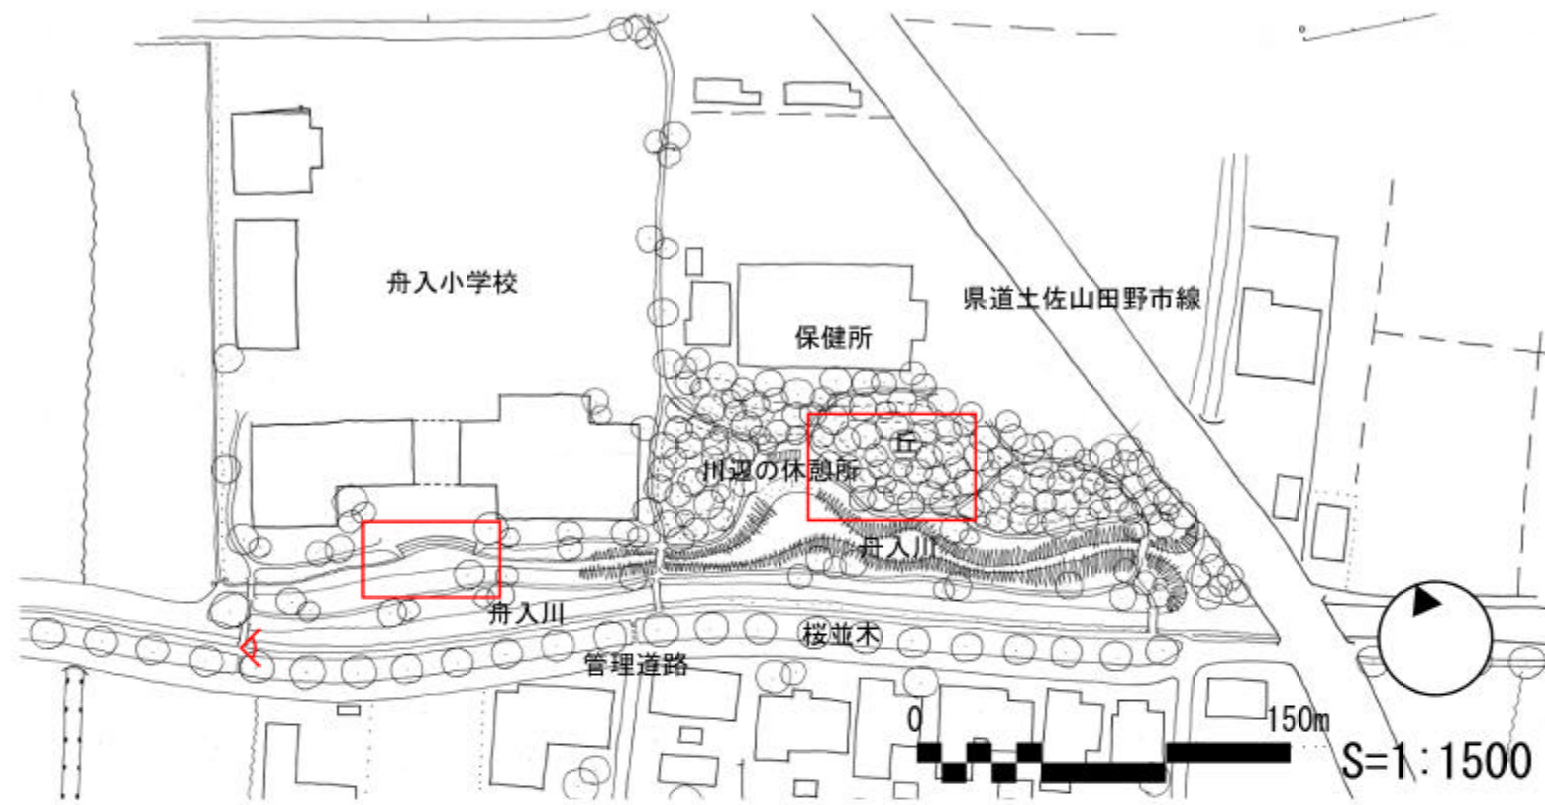 舟入小学校
県道土佐山田野市線
保健所
丘
川辺の休憩所
舟入川
舟入川
桜並木
管理道路
0
150m
S=1:1500